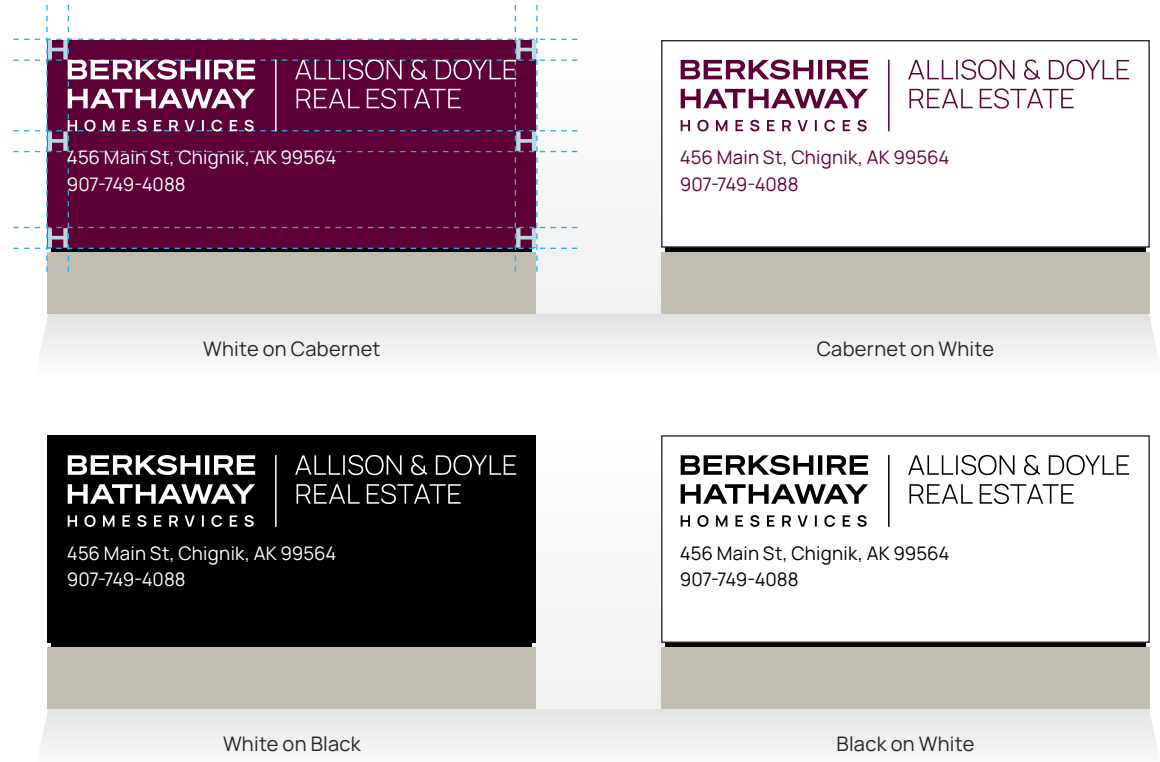 BERKSHIRE
HATHAWAY
HOMESERVICES
ALLISON & DOYLE
REAL ESTATE
456 Main St, Chignik, AK 99564
907-749-4088
H
H
H
H
H
H
White on Cabernet
BERKSHIRE
HATHAWAY
HOMESERVICES
ALLISON & DOYLE
REAL ESTATE
456 Main St, Chignik, AK 99564
907-749-4088
Cabernet on White
BERKSHIRE
HATHAWAY
HOMESERVICES
ALLISON & DOYLE
REAL ESTATE
456 Main St, Chignik, AK 99564
907-749-4088
White on Black
BERKSHIRE
HATHAWAY
HOMESERVICES
ALLISON & DOYLE
REAL ESTATE
456 Main St, Chignik, AK 99564
907-749-4088
Black on White